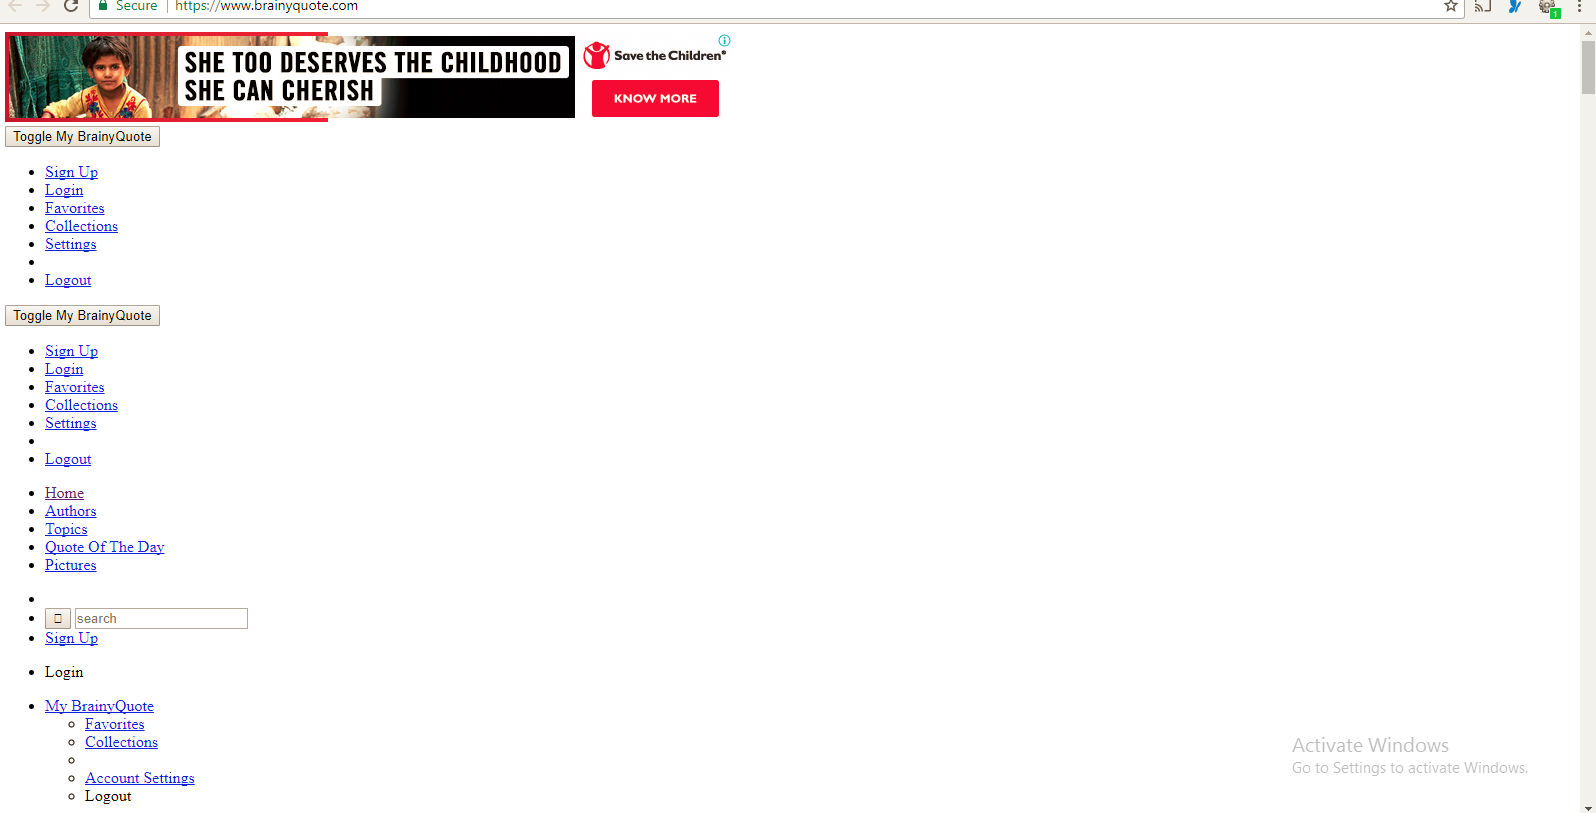 Secure
https://www.brainyquote.com
SHE TOO DESERVES THE CHILDHOOD
SHE CAN CHERISH
Save the Children®
KNOW MORE
Toggle My BrainyQuote
Sign Up
Login
Favorites
Collections
Settings
Logout
Toggle My BrainyQuote
Sign Up
Login
Favorites
Collections
Settings
Logout
Home
Authors
Topics
Quote Of The Day
Pictures
search
Sign Up
Login
My BrainyQuote
Favorites
Collections
Account Settings
Logout
Activate Windows
Go to Settings to activate Windows.
1